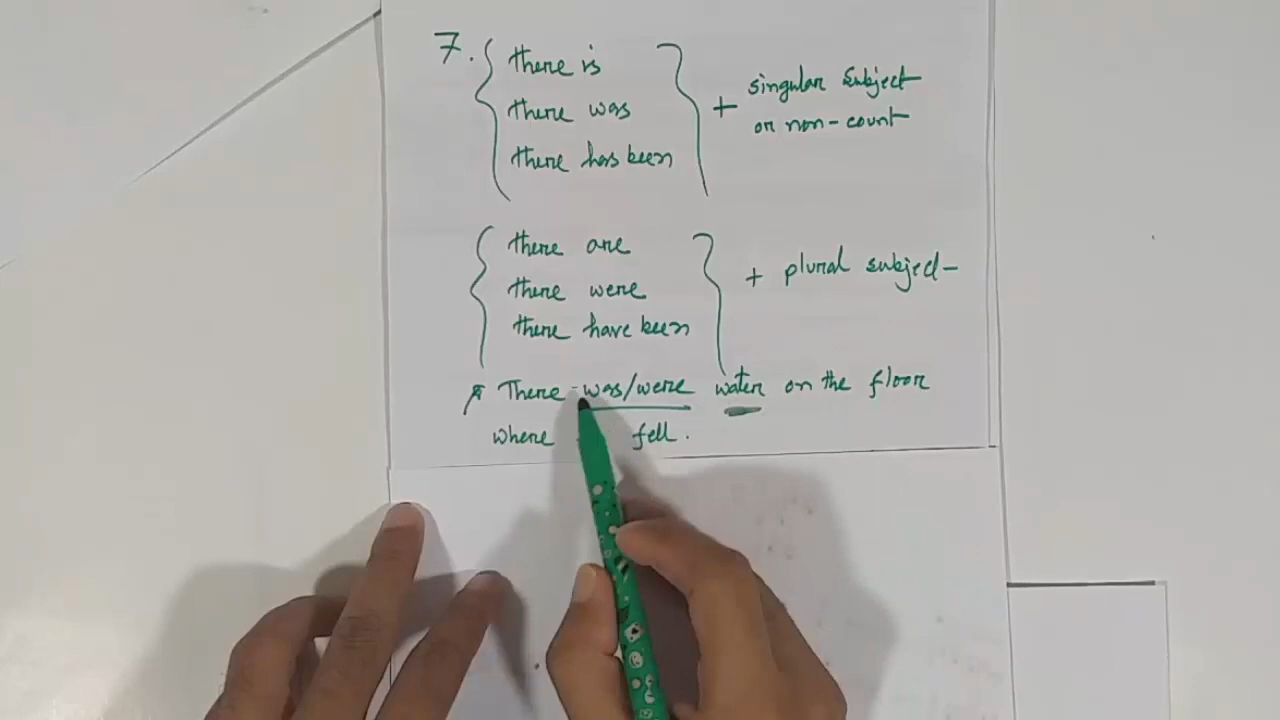 7.
there is
there was
there has been
+ singular subject
or non-count
there are
there were
there have been
+ plural subject
There was/were water on the floor
where fell.